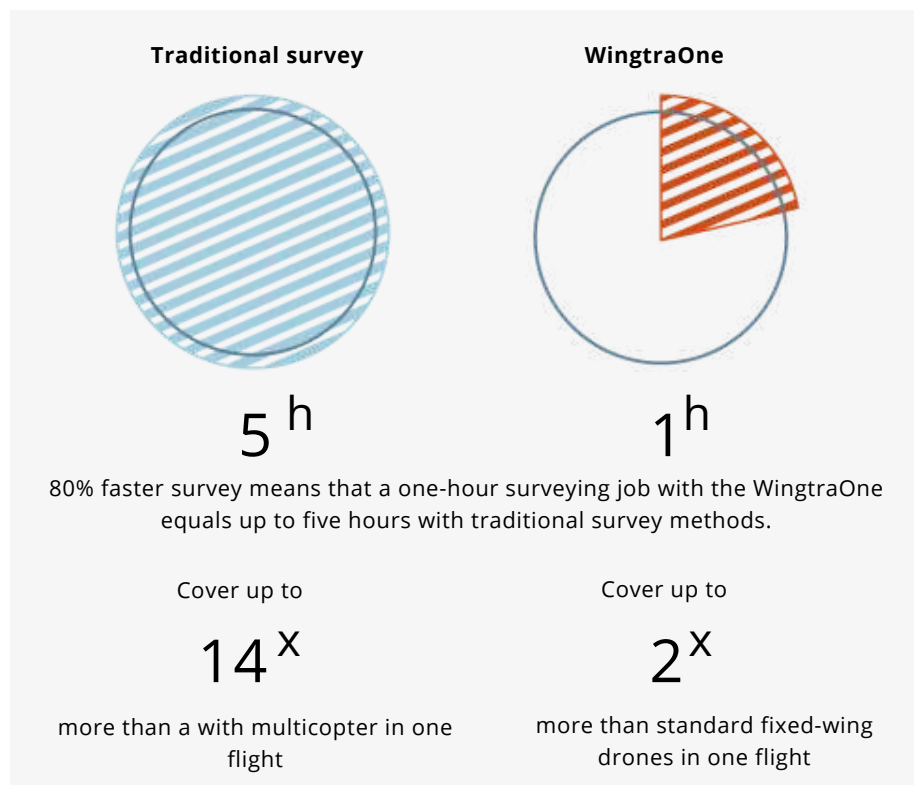 Traditional survey
WingtraOne
5 h
1h
80% faster survey means that a one-hour surveying job with the WingtraOne
equals up to five hours with traditional survey methods.
Cover up to
14 x
more than a with multicopter in one
flight
Cover up to
2x
more than standard fixed-wing
drones in one flight